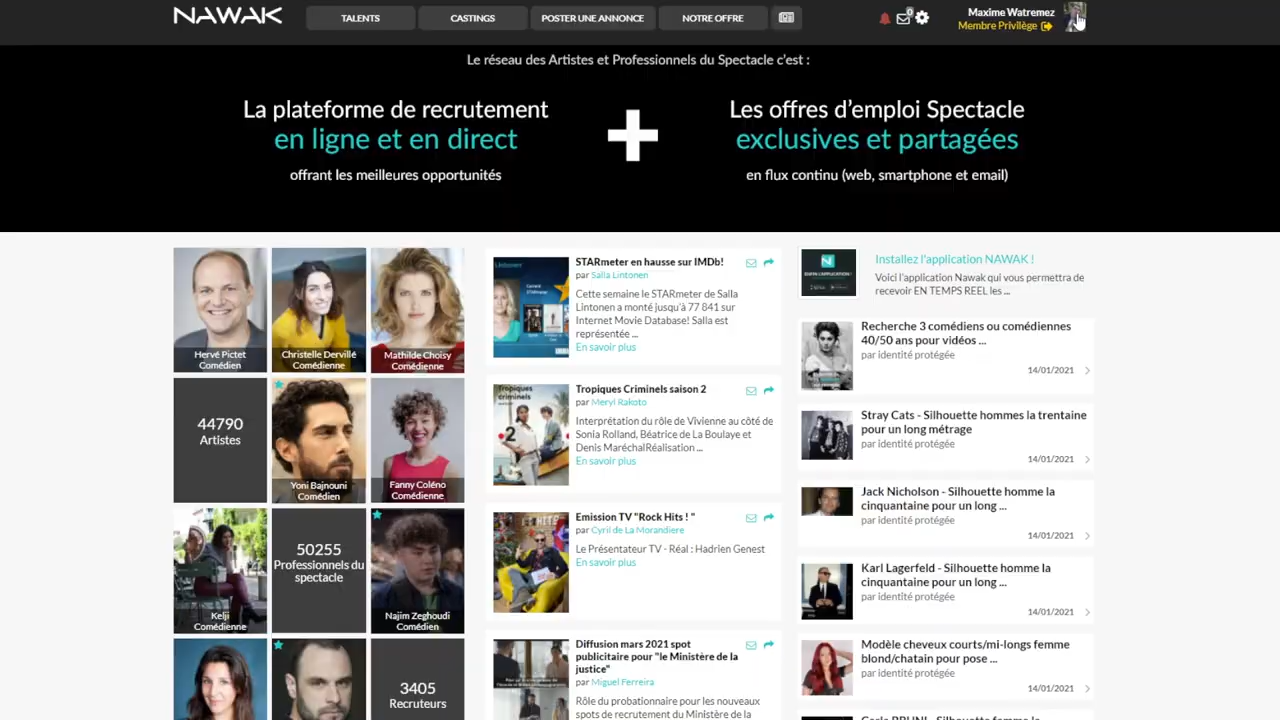 NAWAK
TALENTS
CASTINGS
POSTER UNE ANNONCE
NOTRE OFFRE
0
Maxime Watremez
Membre Privilège
Le réseau des Artistes et Professionnels du Spectacle c'est :
La plateforme de recrutement
en ligne et en direct
offrant les meilleures opportunités
Les offres d'emploi Spectacle
exclusives et partagées
en flux continu (web, smartphone et email)
Hervé Pictet
Comédien
Christelle Dervillé
Comédienne
Mathilde Choisy
Comédienne
44790
Artistes
Yoni Bajnouni
Comédien
Fanny Coléno
Comédienne
Kelji
Comédienne
50255
Professionnels du
spectacle
Najim Zeghoudi
Comédien
3405
Recruteurs
STARmeter en hausse sur IMDb!
par Salla Lintonen
Cette semaine le STARmeter de Salla
Lintonen a monté jusqu'à 77 841 sur
Internet Movie Database! Salla est
représentée ...
En savoir plus
Tropiques
criminels
2
Tropiques Criminels saison 2
par Meryl Rakoto
Interprétation du rôle de Vivienne au côté de
Sonia Rolland, Béatrice de La Boulaye et
Denis MaréchalRéalisation ...
En savoir plus
Emission TV "Rock Hits ! "
par Cyril de La Morandiere
Le Présentateur TV - Réal : Hadrien Genest
En savoir plus
Diffusion mars 2021 spot
publicitaire pour "le Ministère de la
justice"
par Miguel Ferreira
Rôle du probationnaire pour les nouveaux
spots de recrutement du Ministère de la
Installez l'application NAWAK !
Voici l'application Nawak qui vous permettra de
recevoir EN TEMPS REEL les ...
Recherche 3 comédiens ou comédiennes
40/50 ans pour vidéos ...
par identité protégée
14/01/2021
Stray Cats - Silhouette hommes la trentaine
pour un long métrage
par identité protégée
14/01/2021
Jack Nicholson - Silhouette homme la
cinquantaine pour un long ...
par identité protégée
14/01/2021
Karl Lagerfeld - Silhouette homme la
cinquantaine pour un long ...
par identité protégée
14/01/2021
Modèle cheveux courts/mi-longs femme
blond/chatain pour pose ...
par identité protégée
14/01/2021